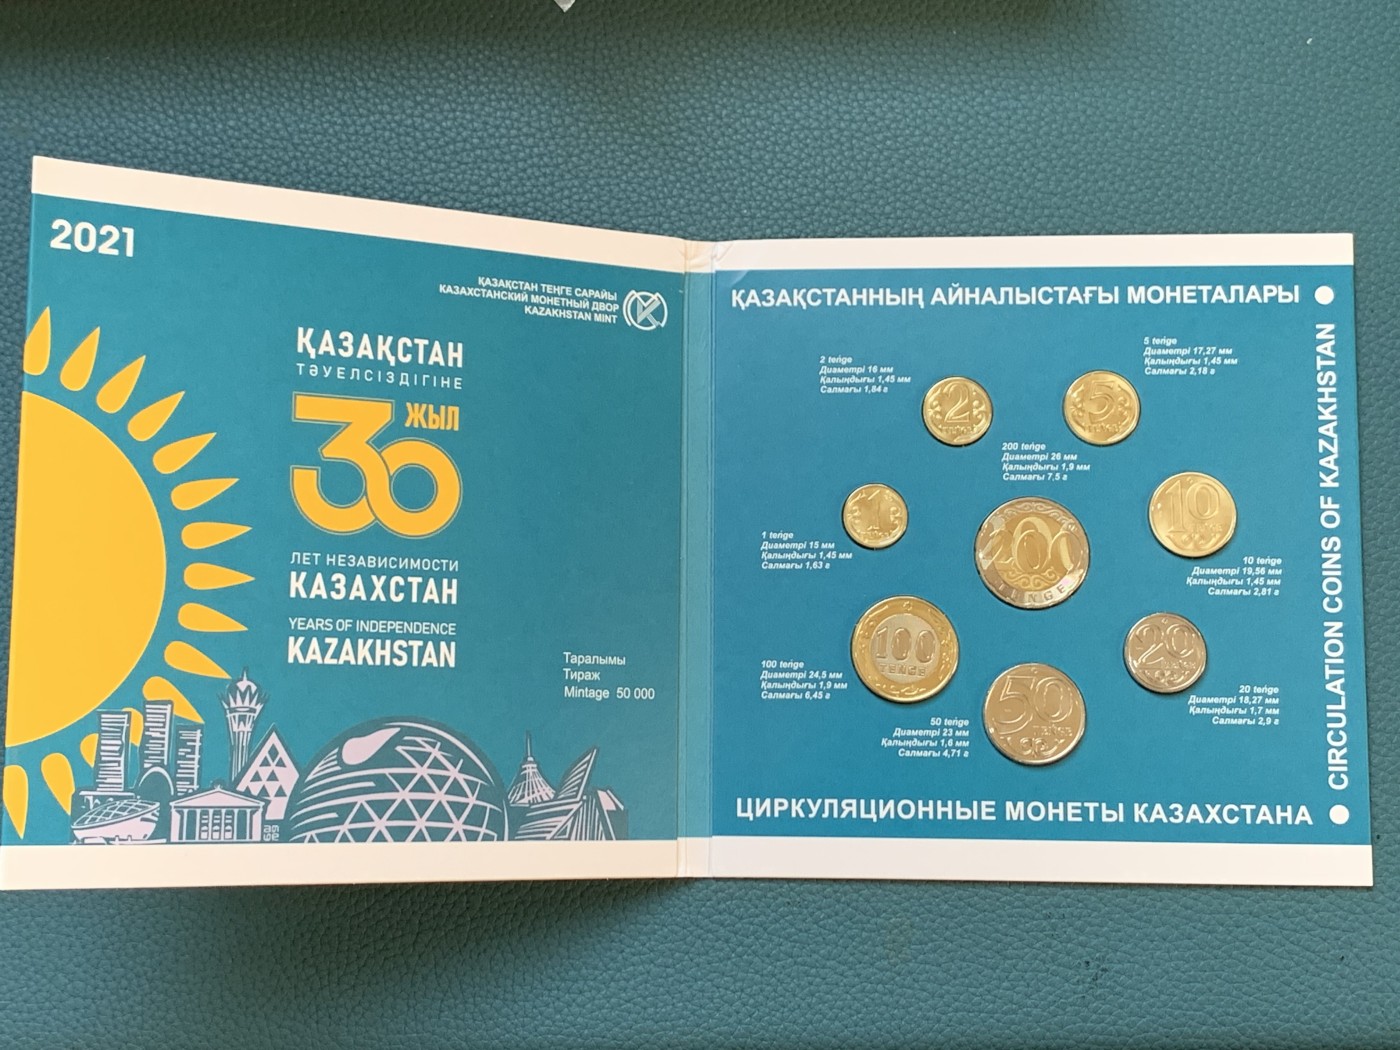 2021
ҚАЗАҚСТАН ТЕҢГЕ САРАЙЫ
КАЗАХСТАНСКИЙ МОНЕТНЫЙ ДВОР
KAZAKHSTAN MINT
ҚАЗАҚСТАН
ТӘУЕЛСІЗДІГІНЕ
30 ЖЫЛ
ЛЕТ НЕЗАВИСИМОСТИ
КАЗАХСТАН
YEARS OF INDEPENDENCE
KAZAKHSTAN
Таралымы
Тираж
Mintage 50 000
ҚАЗАҚСТАННЫҢ АЙНАЛЫСТАҒЫ МОНЕТАЛАРЫ
2 теңге
Диаметрі 16 мм
Қалыңдығы 1,45 мм
Салмағы 1,84 г
5 теңге
Диаметрі 17,27 мм
Қалыңдығы 1,45 мм
Салмағы 2,18 г
2
5
200 теңге
Диаметрі 26 мм
Қалыңдығы 1,9 мм
Салмағы 7,5 г
1
200
TENGE
10
1 теңге
Диаметрі 15 мм
Қалыңдығы 1,45 мм
Салмағы 1,63 г
10 теңге
Диаметрі 19,56 мм
Қалыңдығы 1,45 мм
Салмағы 2,81 г
100
TENGE
20
100 теңге
Диаметрі 24,5 мм
Қалыңдығы 1,9 мм
Салмағы 6,45 г
50
20 теңге
Диаметрі 18,27 мм
Қалыңдығы 1,7 мм
Салмағы 2,9 г
50 теңге
Диаметрі 23 мм
Қалыңдығы 1,6 мм
Салмағы 4,71 г
ЦИРКУЛЯЦИОННЫЕ МОНЕТЫ КАЗАХСТАНА
CIRCULATION COINS OF KAZAKHSTAN